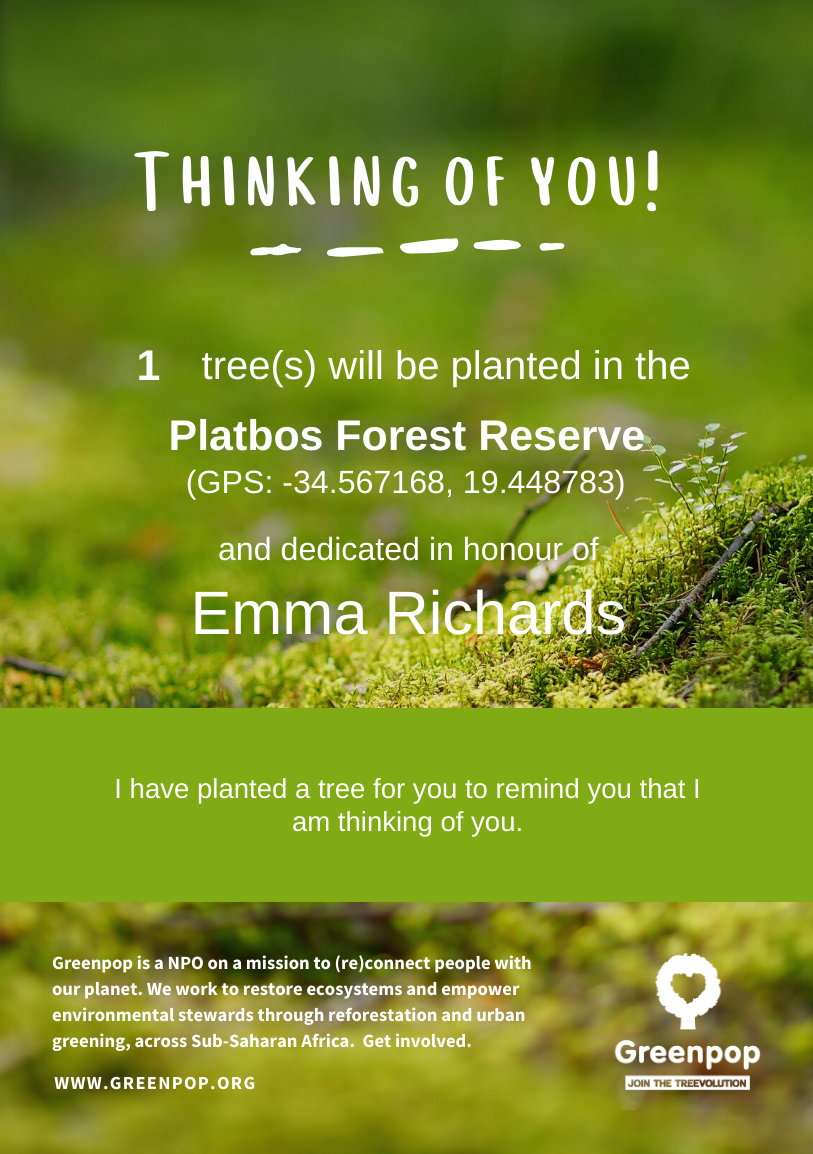 THINKING OF YOU!
1 tree(s) will be planted in the
Platbos Forest Reserve
(GPS: -34.567168, 19.448783)
and dedicated in honour of
Emma Richards
I have planted a tree for you to remind you that I
am thinking of you.
Greenpop is a NPO on a mission to (re)connect people with
our planet. We work to restore ecosystems and empower
environmental stewards through reforestation and urban
greening, across Sub-Saharan Africa.  Get involved.
WWW.GREENPOP.ORG
Greenpop
JOIN THE TREEVOLUTION